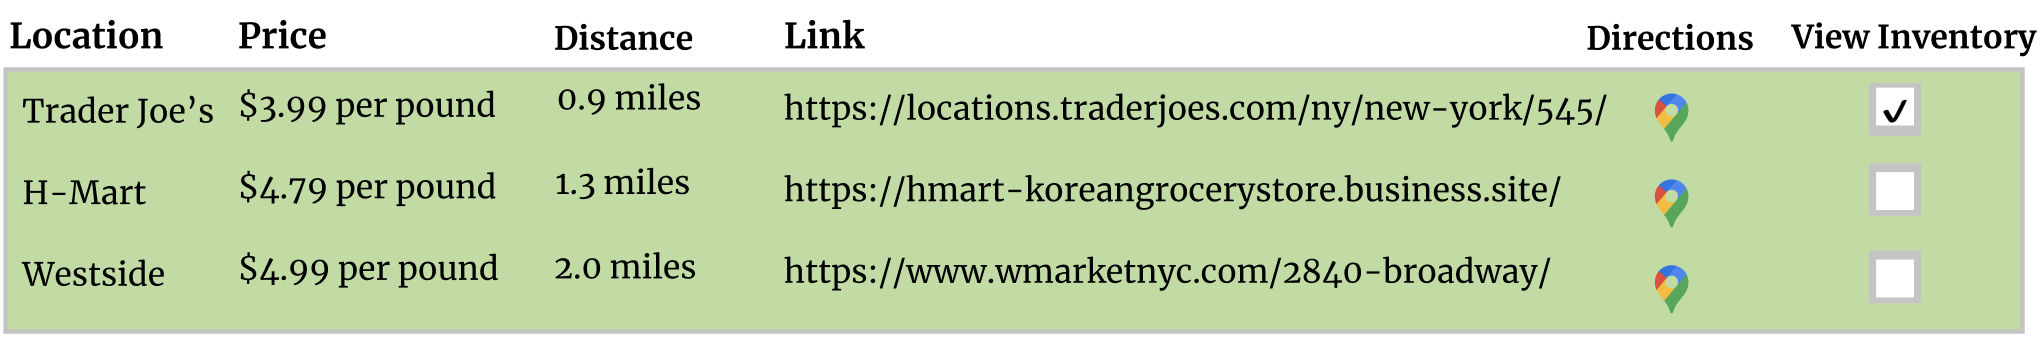 Location Price Distance Link Directions View Inventory
Trader Joe’s $3.99 per pound 0.9 miles https://locations.traderjoes.com/ny/new-york/545/ ✓
H-Mart $4.79 per pound 1.3 miles https://hmart-koreangrocerystore.business.site/
Westside $4.99 per pound 2.0 miles https://www.wmarketnyc.com/2840-broadway/